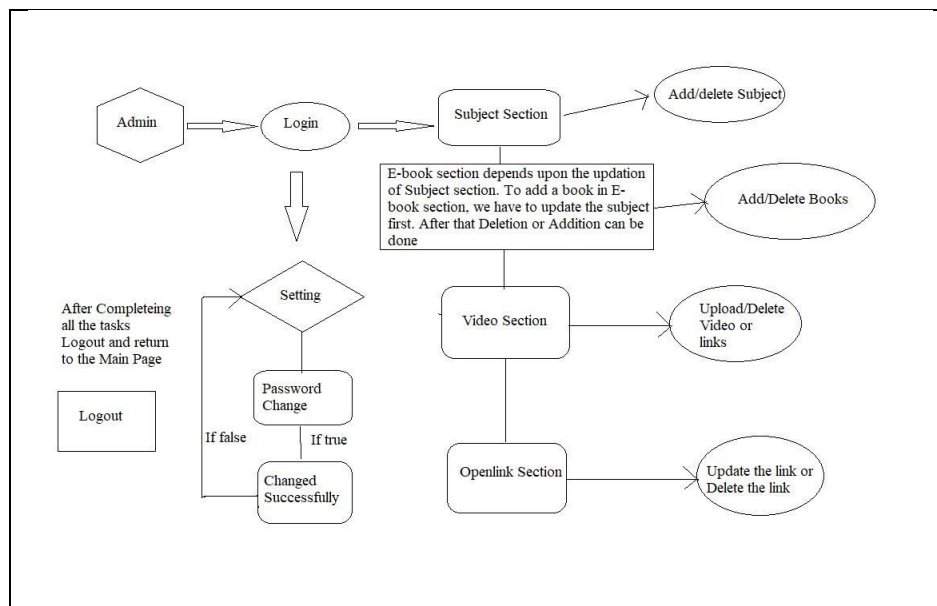 Admin
Login
Subject Section
Add/delete Subject
E-book section depends upon the updation
of Subject section. To add a book in E-
book section, we have to update the subject
first. After that Deletion or Addition can be
done
Add/Delete Books
Setting
After Completeing
all the tasks
Logout and return
to the Main Page
Logout
Video Section
Upload/Delete
Video or
links
Password
Change
If false
If true
Changed
Successfully
Openlink Section
Update the link or
Delete the link